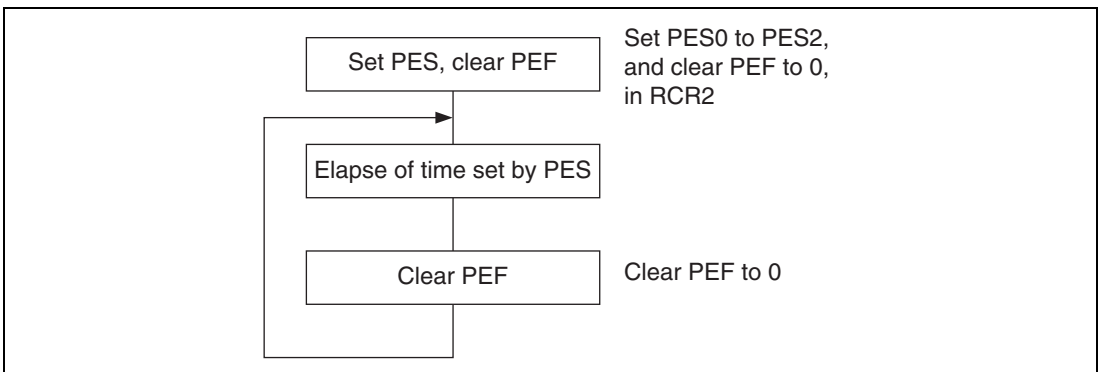 Set PES, clear PEF
Set PES0 to PES2,
and clear PEF to 0,
in RCR2
Elapse of time set by PES
Clear PEF
Clear PEF to 0